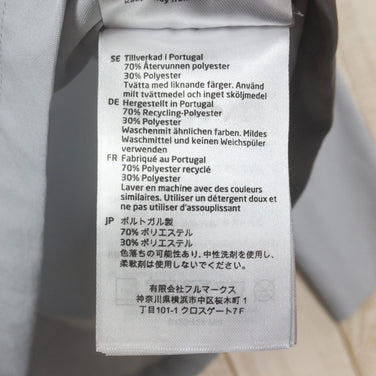 SE Tillverkad i Portugal
70% Återvunnen polyester
30% Polyester
Tvätta med liknande färger. Använd
milt tvättmedel och inget sköljmedel
DE Hergestellt in Portugal
70% Recycling-Polyester
30% Polyester
Waschenmit ähnlichen farben. Mildes
Waschmittel und keinen Weichspüler
verwenden
FR Fabriqué au Portugal
70% Polyester
30% Polyester
Laver en machine avec des couleurs
similaires. Utiliser un détergent doux et
ne pas utiliser d'assouplissant
JP ポルトガル製
70% ポリエステル
30% ポリエステル
色落ちの可能性あり、中性洗剤を使用し、
柔軟剤は使用しないでください。
有限会社フルマークス
神奈川県横浜市中区桜木町1
丁目101-1 クロスゲート7F